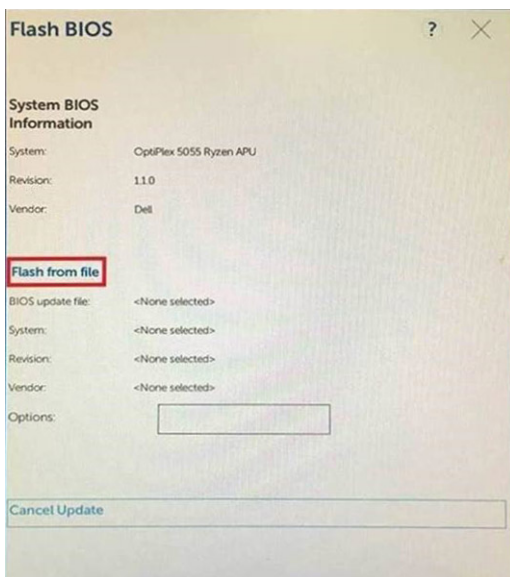 Flash BIOS ?
System BIOS
Information
System: OptiPlex 5055 Ryzen APU
Revision: 1.1.0
Vendor: Dell
Flash from file
BIOS update file: <None selected>
System: <None selected>
Revision: <None selected>
Vendor: <None selected>
Options:
Cancel Update